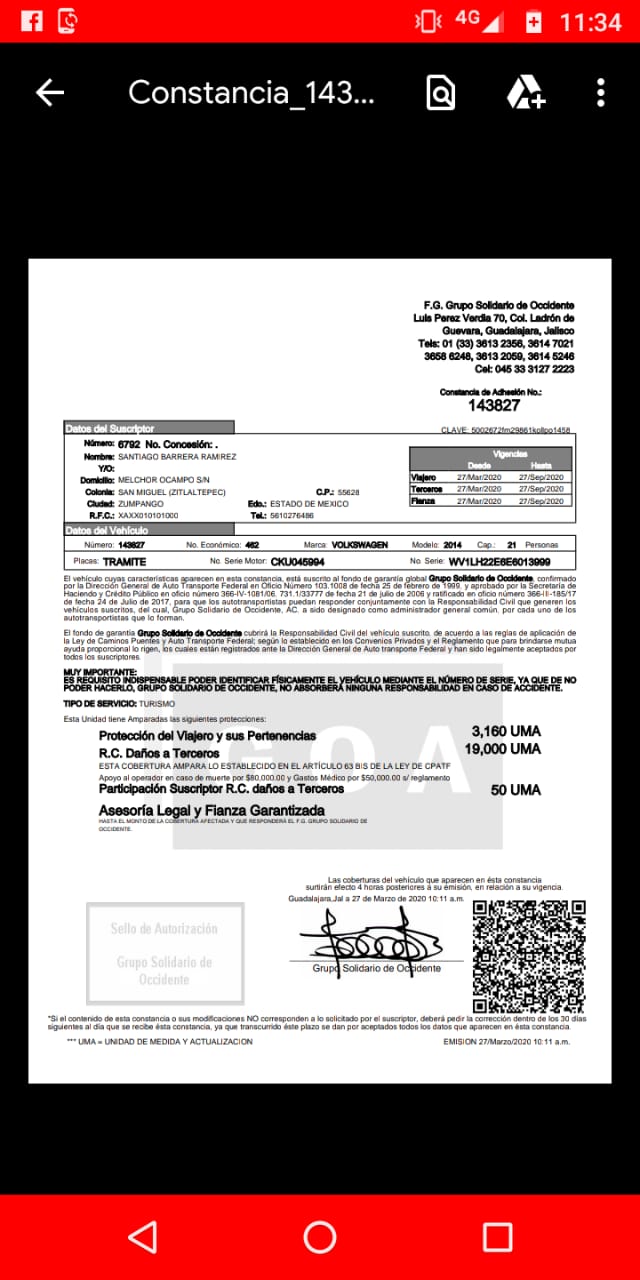 4G 11:34
Constancia_143...
F.G. Grupo Solidario de Occidente
Luis Perez Verdia 70, Col. Ladrón de
Guevara, Guadalajara, Jalisco
Tels: 01 (33) 3613 2356, 3614 7021
3656 6248, 3613 2059, 3614 5246
Cel: 045 33 3127 2223
Constancia de Adhesión No.:
143827
CLAVE: 5002672fm29861kollpo1458
Datos del Suscriptor
Número: 6792 No. Concesión: .
Nombre: SANTIAGO BARRERA RAMIREZ
Y/O:
Domicilio: MELCHOR OCAMPO S/N
Colonia: SAN MIGUEL (ZITLALTEPEC) C.P.: 55628
Ciudad: ZUMPANGO Edo.: ESTADO DE MEXICO
R.F.C.: XAXX010101000 Tel.: 5610276486
Vigencias
Desde Hasta
Viajero 27/Mar/2020 27/Sep/2020
Terceros 27/Mar/2020 27/Sep/2020
Fianza 27/Mar/2020 27/Sep/2020
Datos del Vehículo
Número: 143827 No. Económico: 462 Marca: VOLKSWAGEN Modelo: 2014 Cap.: 21 Personas
Placas: TRAMITE No. Serie Motor: CKU045994 No. Serie: WV1LH22E6E6013999
El vehículo cuyas características aparecen en esta constancia, está suscrito al fondo de garantía global Grupo Solidario de Occidente, confirmado
por la Dirección General de Auto Transporte Federal en Oficio Número 103.1008 de fecha 25 de febrero de 1999, y aprobado por la Secretaría de
Haciendo y Crédito Público en oficio número 366-IV-1081/06. 731.1/33777 de fecha 21 de julio de 2006 y ratificado en oficio número 366-III-185/17
de fecha 24 de Julio de 2017, para que los autotransportistas puedan responder conjuntamente con la Responsabilidad Civil que generen los
vehículos suscritos, del cual, Grupo Solidario de Occidente, AC. a sido designado como administrador general común, por cada uno de los
autotransportistas que lo forman.
El fondo de garantía Grupo Solidario de Occidente cubrirá la Responsabilidad Civil del vehículo suscrito, de acuerdo a las reglas de aplicación de
la Ley de Caminos Puentes y Auto Transporte Federal; según lo establecido en los Convenios Privados y el Reglamento que para brindarse mutua
ayuda proporcional lo rigen, los cuales están registrados ante la Dirección General de Auto transporte Federal y han sido legalmente aceptados por
todos los suscriptores.
MUY IMPORTANTE:
ES REQUISITO INDISPENSABLE PODER IDENTIFICAR FÍSICAMENTE EL VEHÍCULO MEDIANTE EL NÚMERO DE SERIE, YA QUE DE NO
PODER HACERLO, GRUPO SOLIDARIO DE OCCIDENTE, NO ABSORBERÁ NINGUNA RESPONSABILIDAD EN CASO DE ACCIDENTE.
TIPO DE SERVICIO: TURISMO
Esta Unidad tiene Amparadas las siguientes protecciones:
Protección del Viajero y sus Pertenencias 3,160 UMA
R.C. Daños a Terceros 19,000 UMA
ESTA COBERTURA AMPARA LO ESTABLECIDO EN EL ARTÍCULO 63 BIS DE LA LEY DE CPATF
Apoyo al operador en caso de muerte por $80,000.00 y Gastos Médico por $50,000.00 s/ reglamento
Participación Suscriptor R.C. daños a Terceros 50 UMA
Asesoría Legal y Fianza Garantizada
HASTA EL MONTO DE LA COBERTURA AFECTADA Y QUE RESPONDERÁ EL F.G. GRUPO SOLIDARIO DE
OCCIDENTE.
GOA
Las coberturas del vehículo que aparecen en ésta constancia
surtirán efecto 4 horas posteriores a su emisión, en relación a su vigencia.
Guadalajara,Jal a 27 de Marzo de 2020 10:11 a.m.
Sello de Autorización
Grupo Solidario de
Occidente
Grupo Solidario de Occidente
*Si el contenido de esta constancia o sus modificaciones NO corresponden a lo solicitado por el suscriptor, deberá pedir la corrección dentro de los 30 días
siguientes al día que se recibe ésta constancia, ya que transcurrido éste plazo se dan por aceptados todos los datos que aparecen en ésta constancia.
*** UMA = UNIDAD DE MEDIDA Y ACTUALIZACION EMISION 27/Marzo/2020 10:11 a.m.